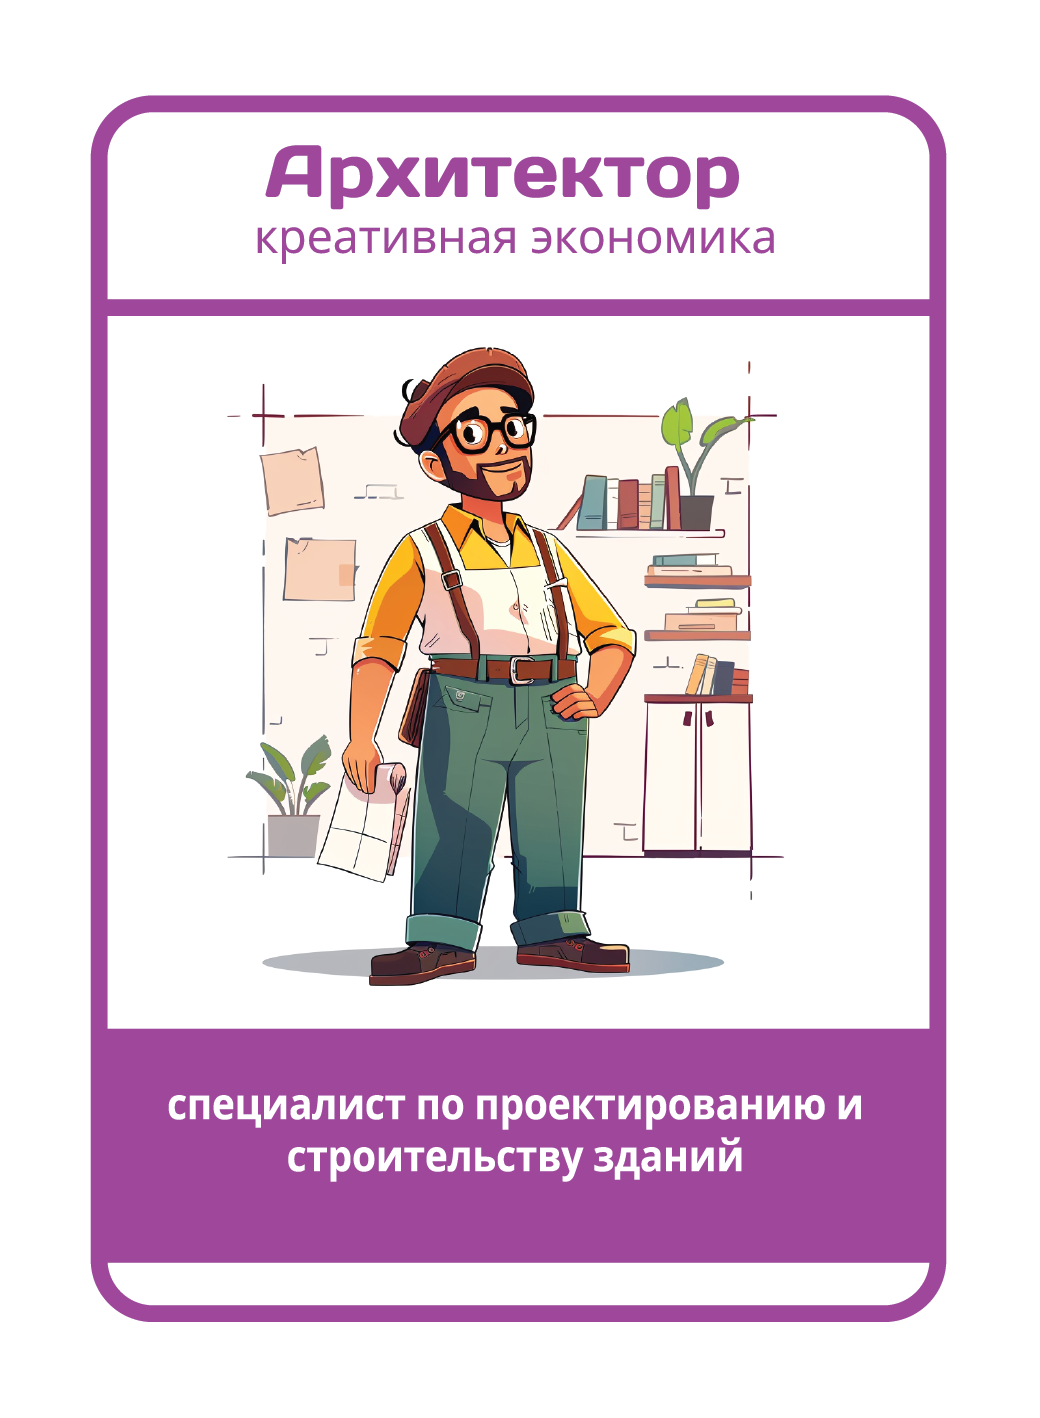 Архитектор
креативная экономика
специалист по проектированию и
строительству зданий